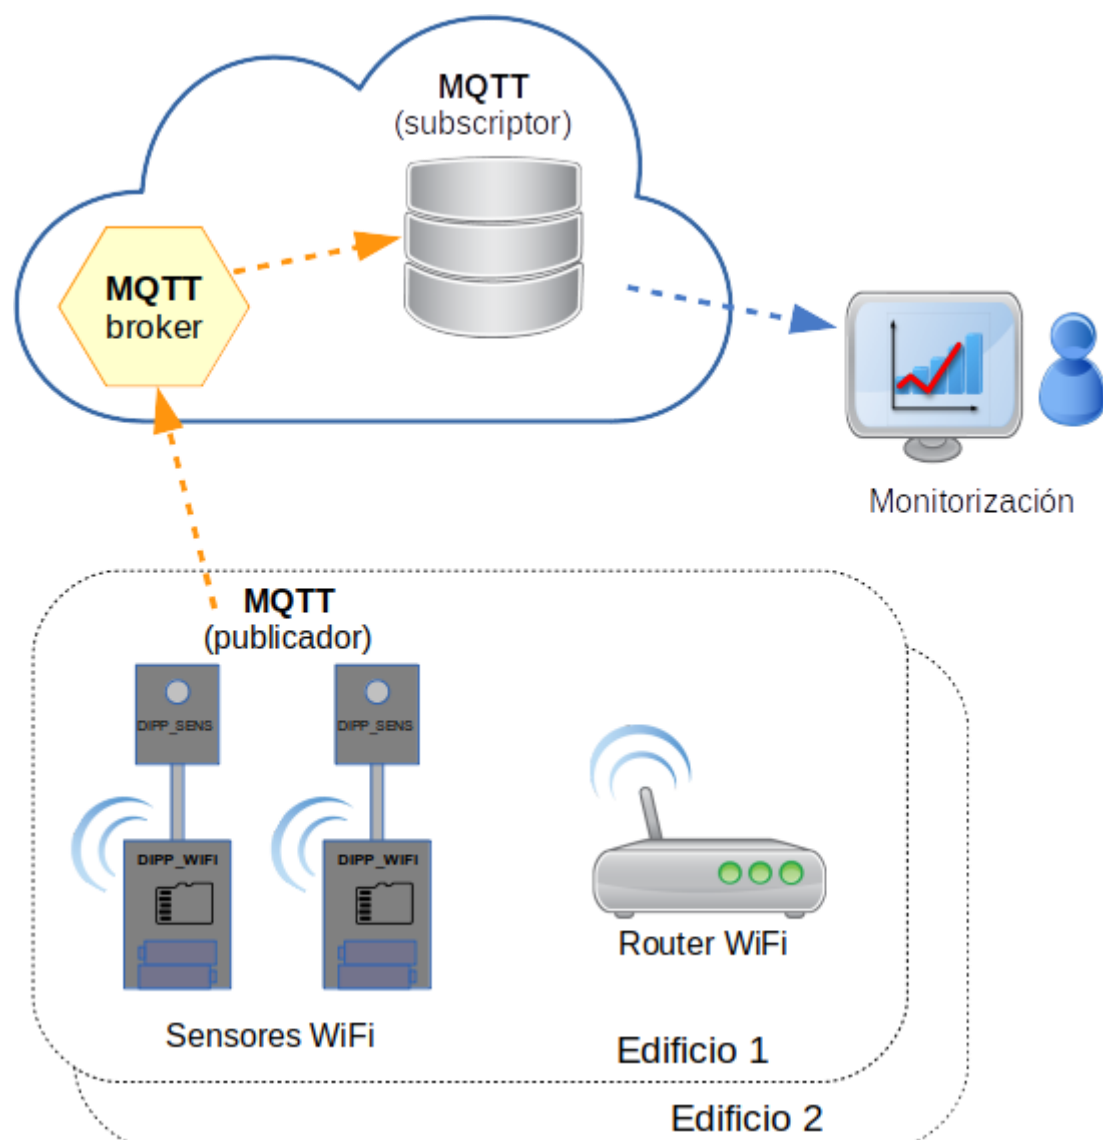 MQTT
(subscriptor)
MQTT
broker
Monitorización
MQTT
(publicador)
DIPP_SENS
DIPP_SENS
DIPP_WIFI
DIPP_WIFI
Router WiFi
Sensores WiFi
Edificio 1
Edificio 2